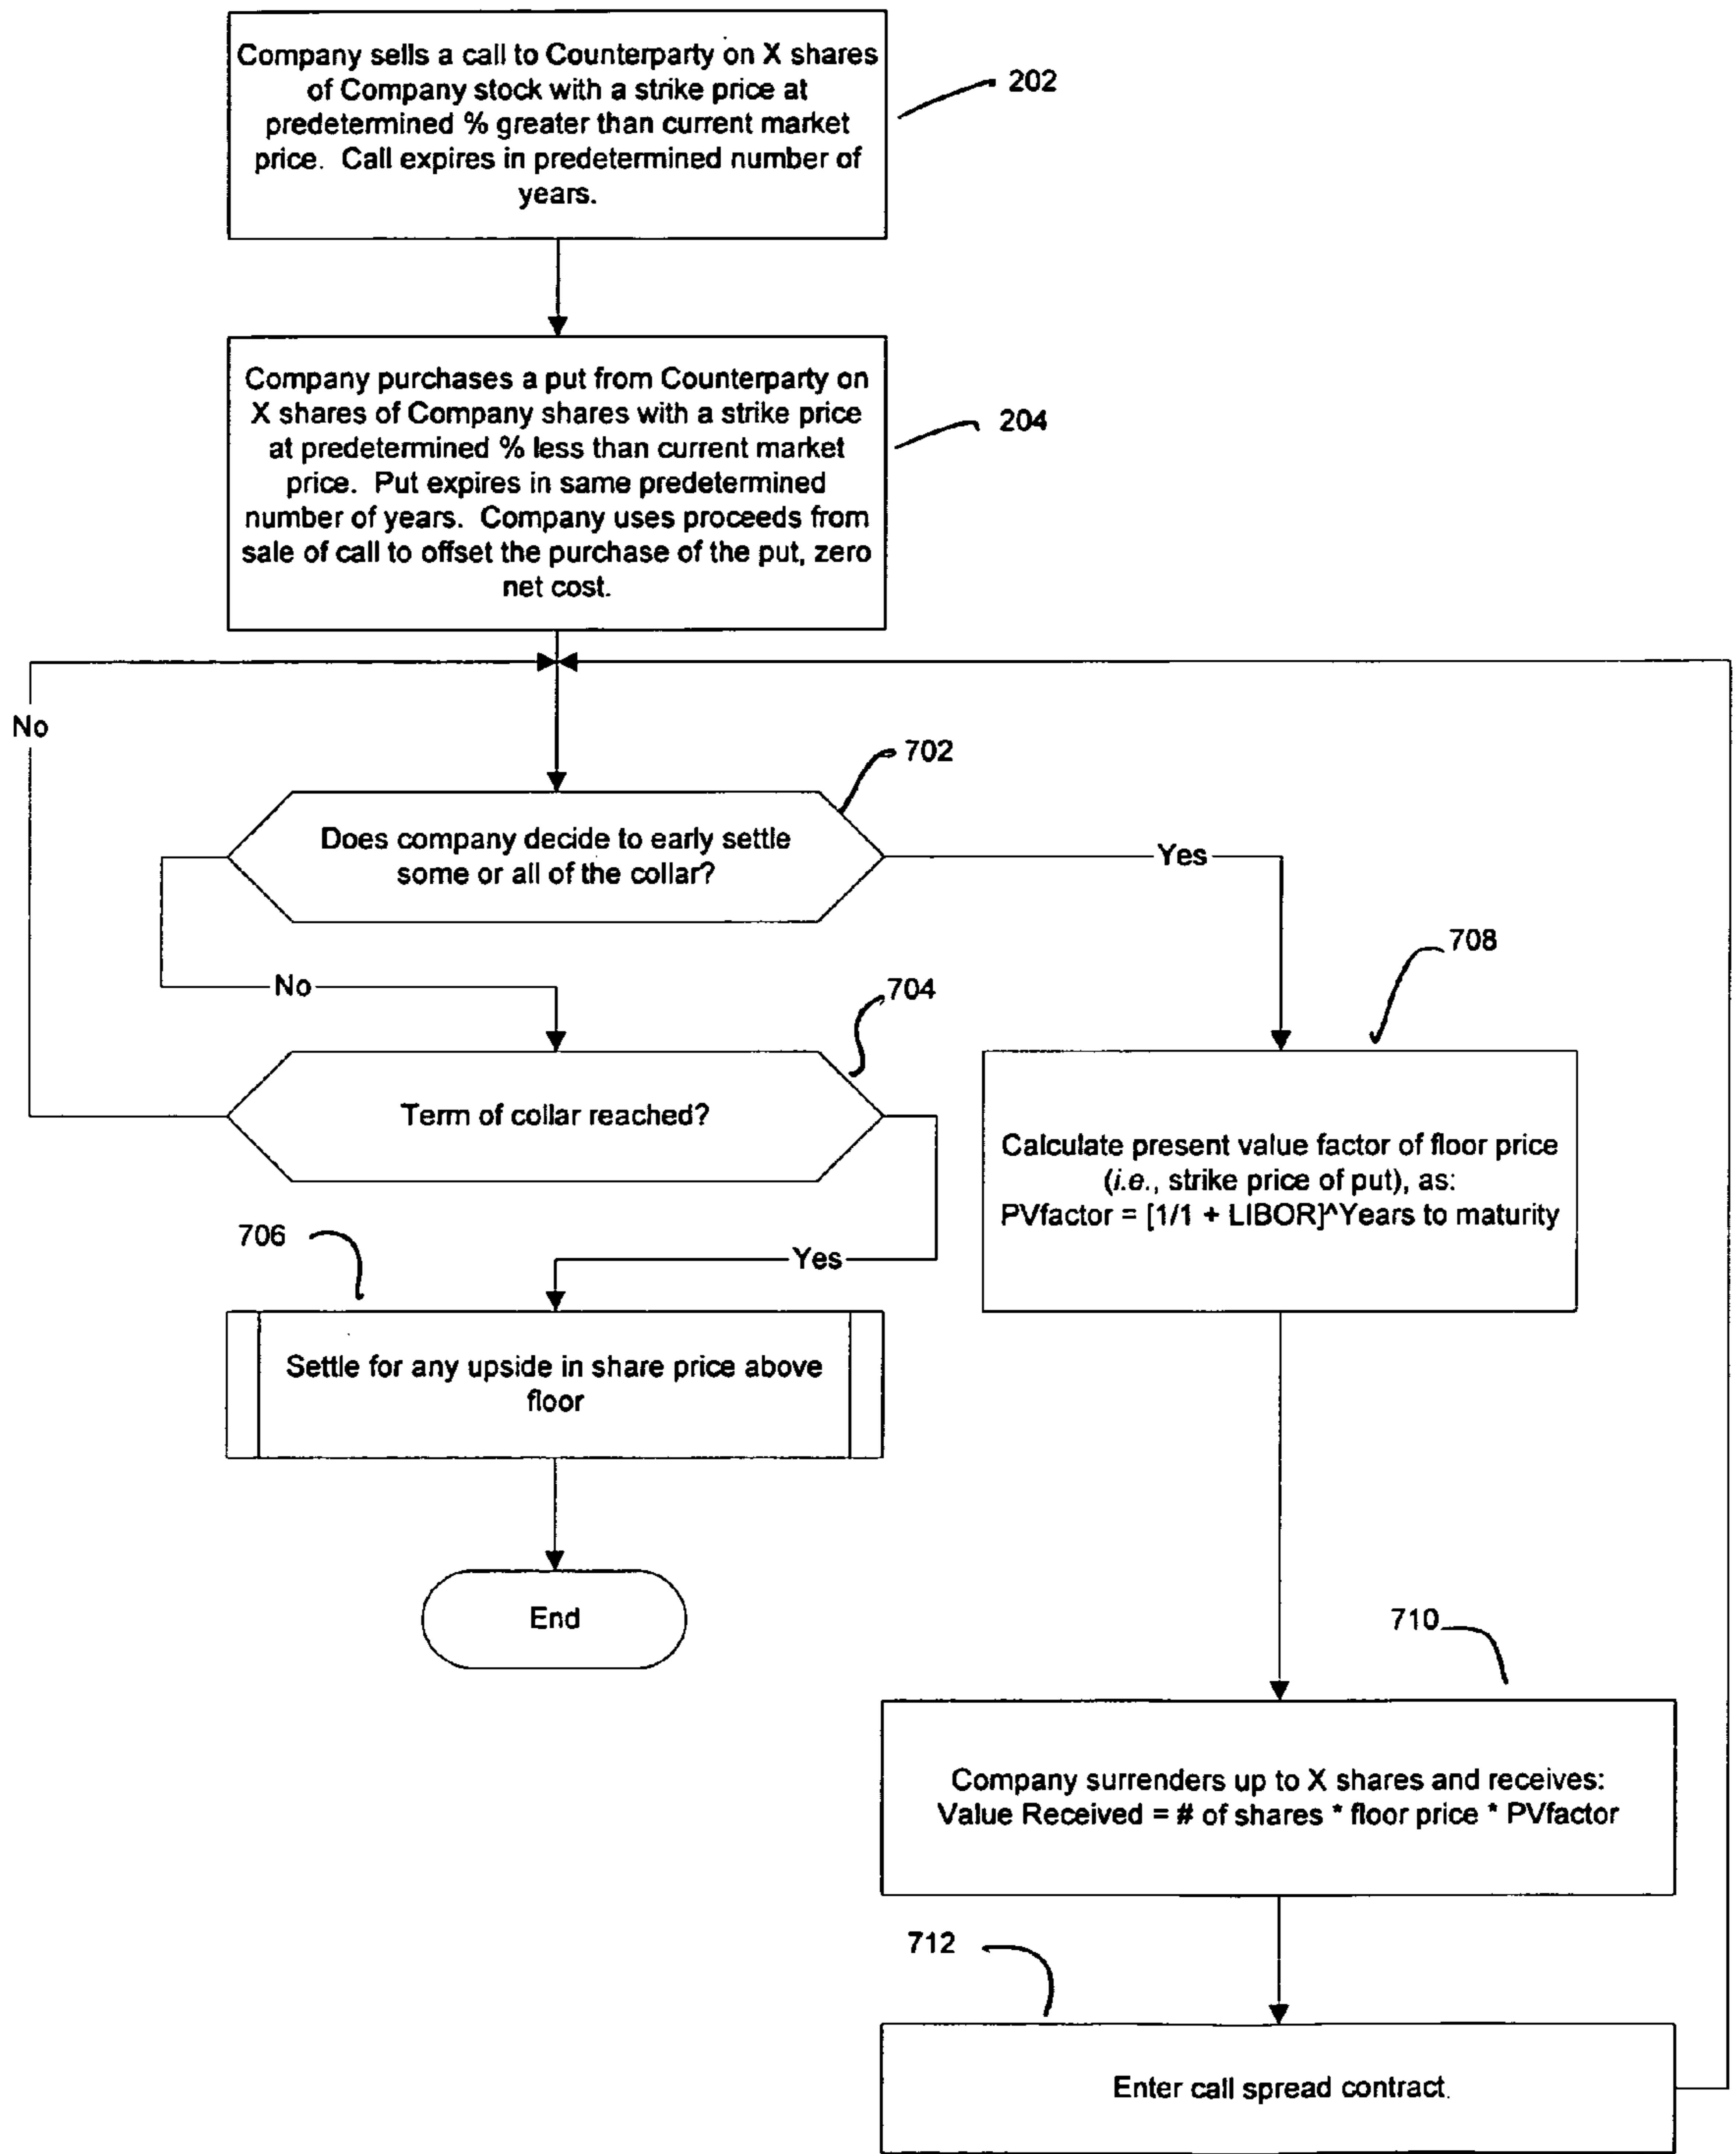 Company sells a call to Counterparty on X shares
of Company stock with a strike price at
predetermined % greater than current market
price. Call expires in predetermined number of
years.
202
Company purchases a put from Counterparty on
X shares of Company shares with a strike price
at predetermined % less than current market
price. Put expires in same predetermined
number of years. Company uses proceeds from
sale of call to offset the purchase of the put, zero
net cost.
204
No
702
Does company decide to early settle
some or all of the collar?
Yes
No
704
Term of collar reached?
Yes
708
Calculate present value factor of floor price
(i.e., strike price of put), as:
PVfactor = [1/1 + LIBOR]^Years to maturity
706
Settle for any upside in share price above
floor
End
710
Company surrenders up to X shares and receives:
Value Received = # of shares * floor price * PVfactor
712
Enter call spread contract.